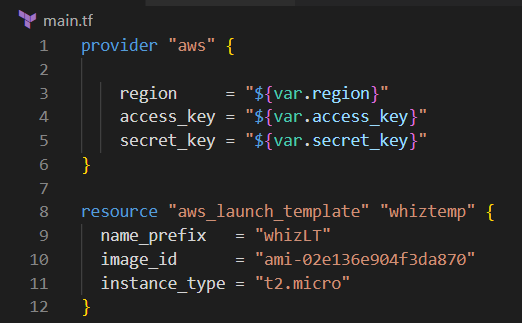 main.tf
1 provider "aws" {
2
3 region = "${var.region}"
4 access_key = "${var.access_key}"
5 secret_key = "${var.secret_key}"
6 }
7
8 resource "aws_launch_template" "whiztemp" {
9 name_prefix = "whizLT"
10 image_id = "ami-02e136e904f3da870"
11 instance_type = "t2.micro"
12 }